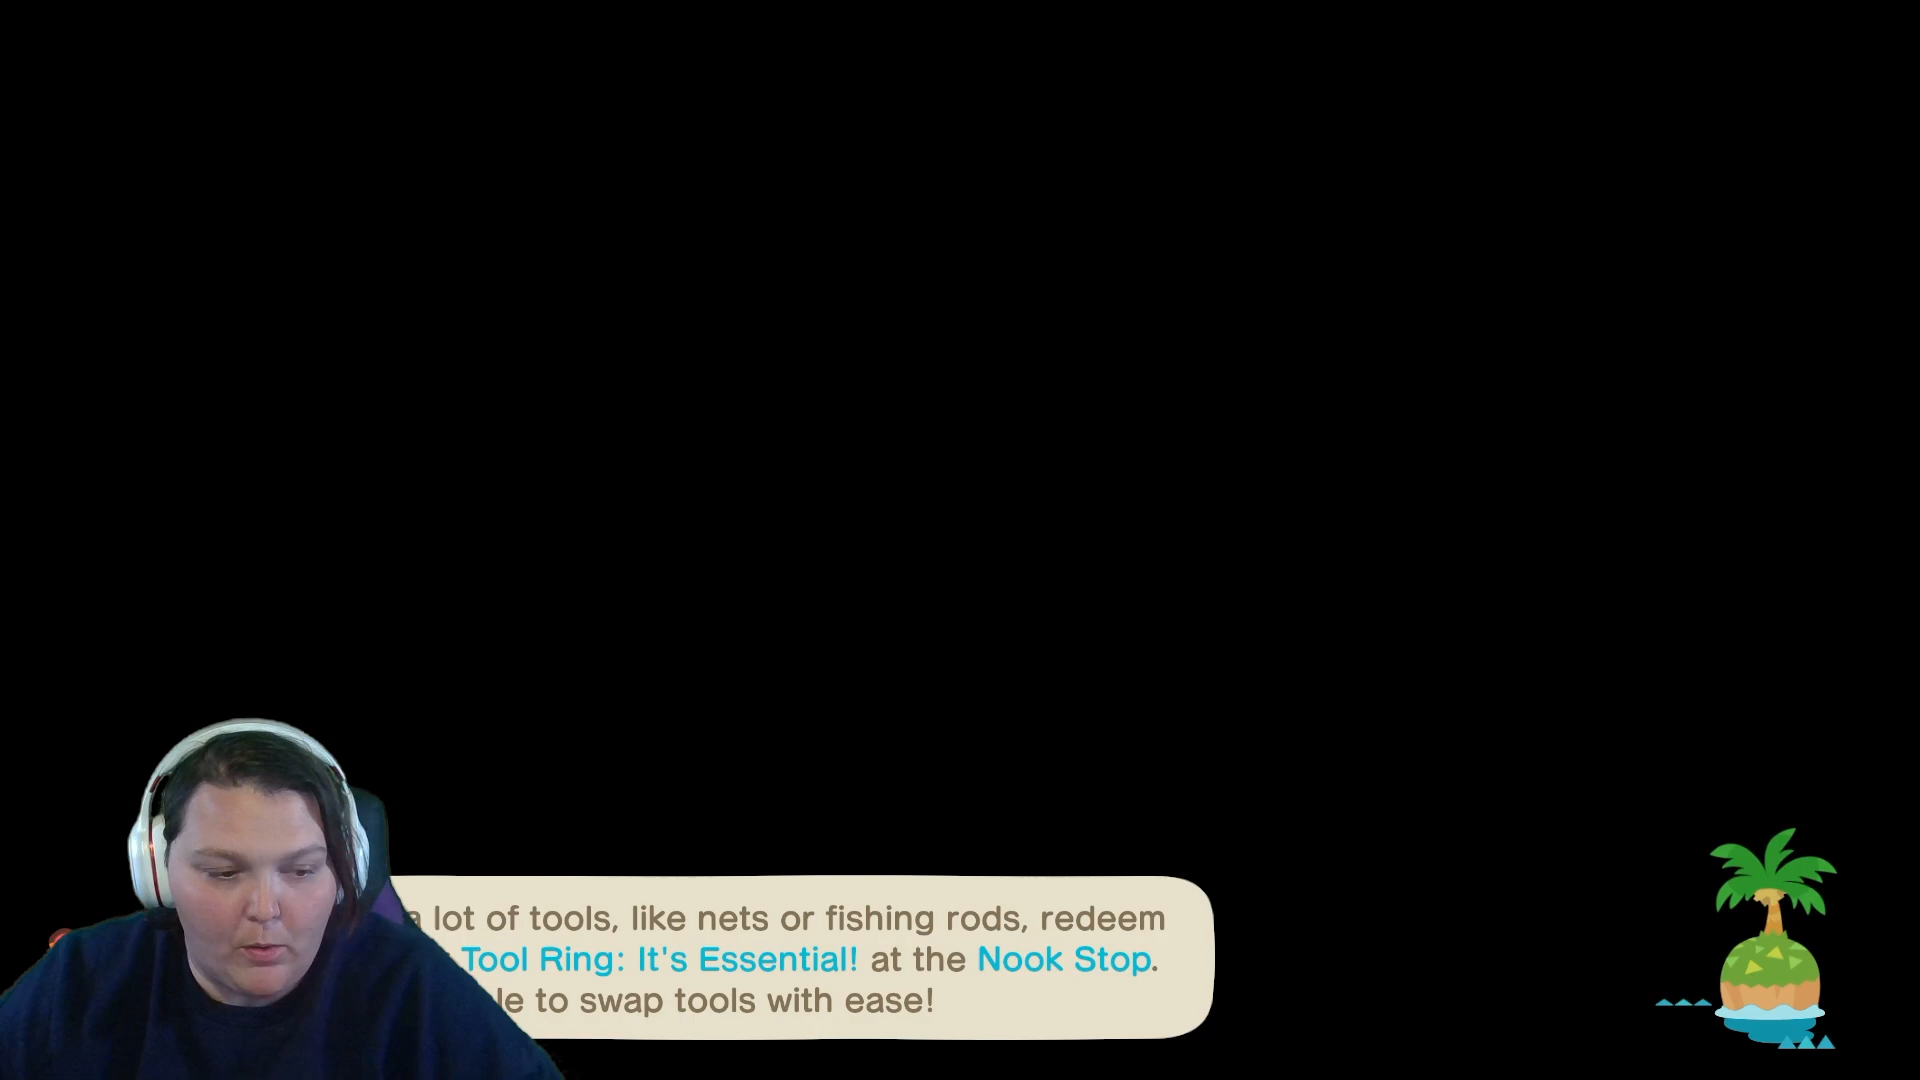 lot of tools, like nets or fishing rods, redeem
Tool Ring: It's Essential! at the Nook Stop.
to swap tools with ease!